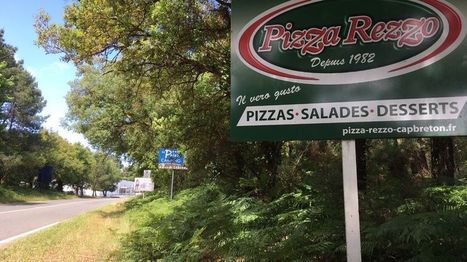 Pizza Rezzo
Depuis 1982
Il vero gusto
PIZZAS • SALADES • DESSERTS
pizza-rezzo-capbreton.fr